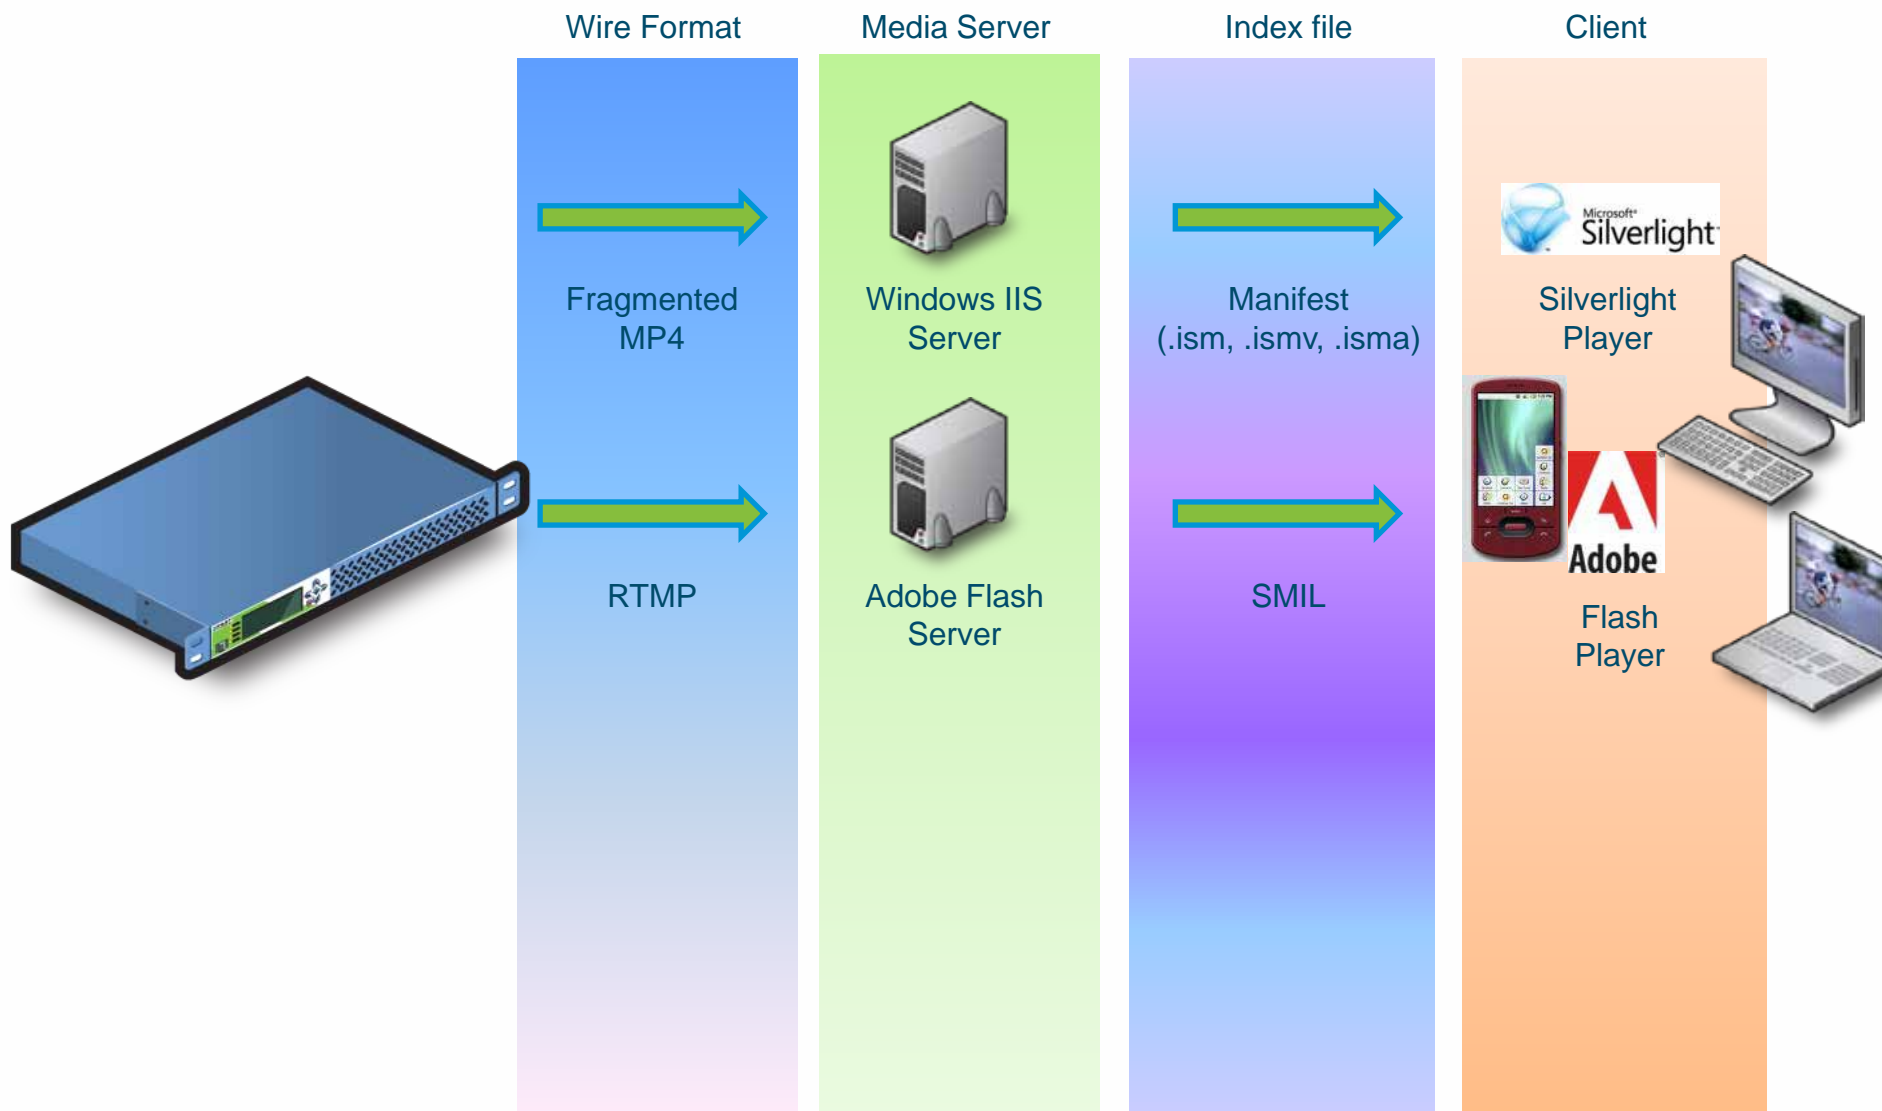 Wire Format
Media Server
Index file
Client
Microsoft®
Silverlight™
Fragmented
MP4
Windows IIS
Server
Manifest
(.ism, .ismv, .isma)
Silverlight
Player
®
Adobe
RTMP
Adobe Flash
Server
SMIL
Flash
Player